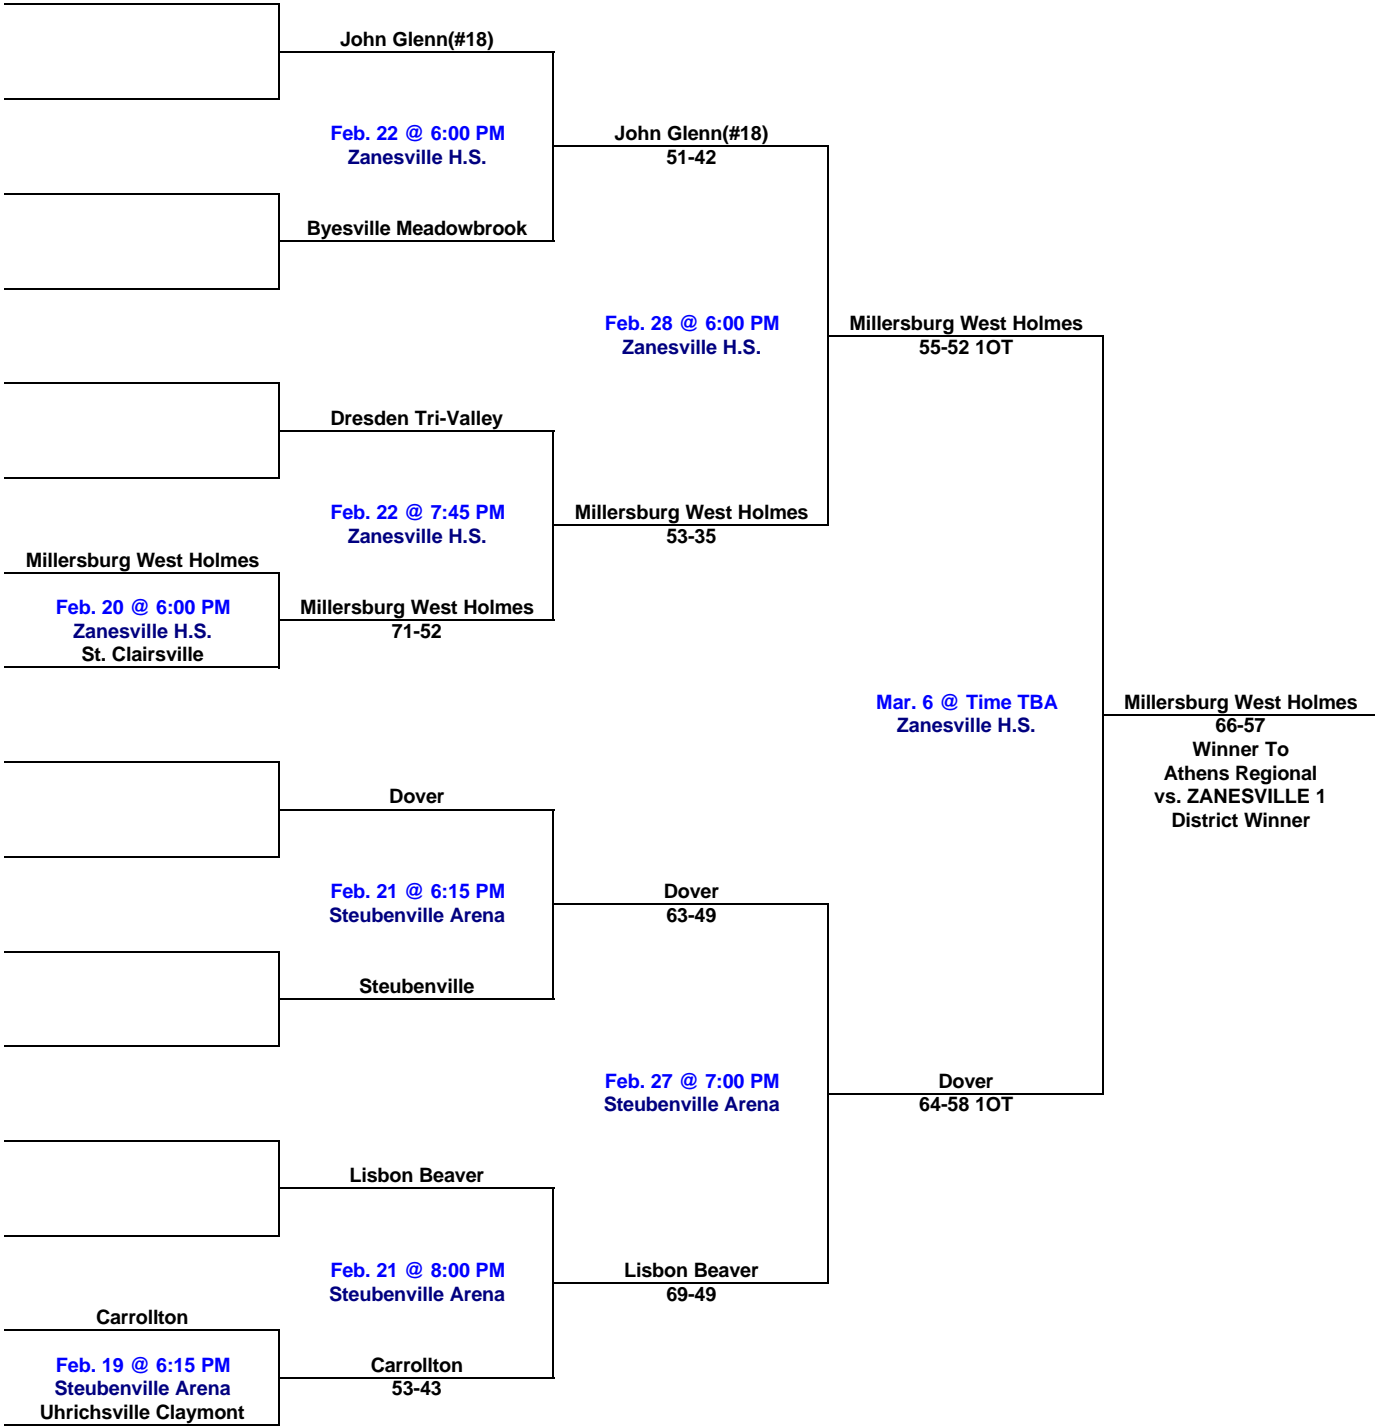 John Glenn(#18)
Feb. 22 @ 6:00 PM
Zanesville H.S.
John Glenn(#18)
51-42
Byesville Meadowbrook
Feb. 28 @ 6:00 PM
Zanesville H.S.
Millersburg West Holmes
55-52 1OT
Dresden Tri-Valley
Feb. 22 @ 7:45 PM
Zanesville H.S.
Millersburg West Holmes
53-35
Millersburg West Holmes
Feb. 20 @ 6:00 PM
Zanesville H.S.
St. Clairsville
Millersburg West Holmes
71-52
Mar. 6 @ Time TBA
Zanesville H.S.
Millersburg West Holmes
66-57
Winner To
Athens Regional
vs. ZANESVILLE 1
District Winner
Dover
Feb. 21 @ 6:15 PM
Steubenville Arena
Dover
63-49
Steubenville
Feb. 27 @ 7:00 PM
Steubenville Arena
Dover
64-58 1OT
Lisbon Beaver
Feb. 21 @ 8:00 PM
Steubenville Arena
Lisbon Beaver
69-49
Carrollton
Feb. 19 @ 6:15 PM
Steubenville Arena
Uhrichsville Claymont
Carrollton
53-43